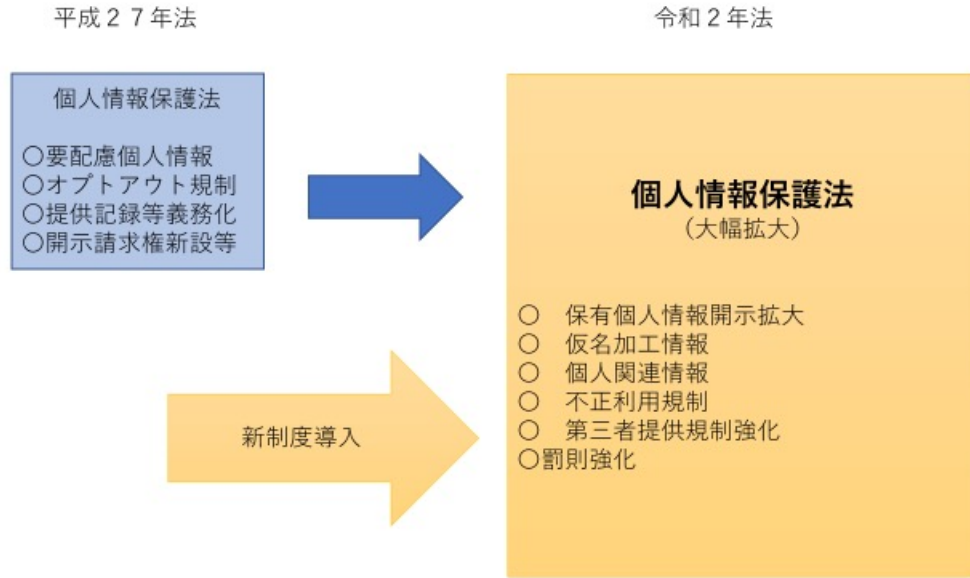 平成２７年法
令和２年法
個人情報保護法
○要配慮個人情報
○オプトアウト規制
○提供記録等義務化
○開示請求権新設等
個人情報保護法
（大幅拡大）
○　保有個人情報開示拡大
○　仮名加工情報
○　個人関連情報
○　不正利用規制
○　第三者提供規制強化
○罰則強化
新制度導入